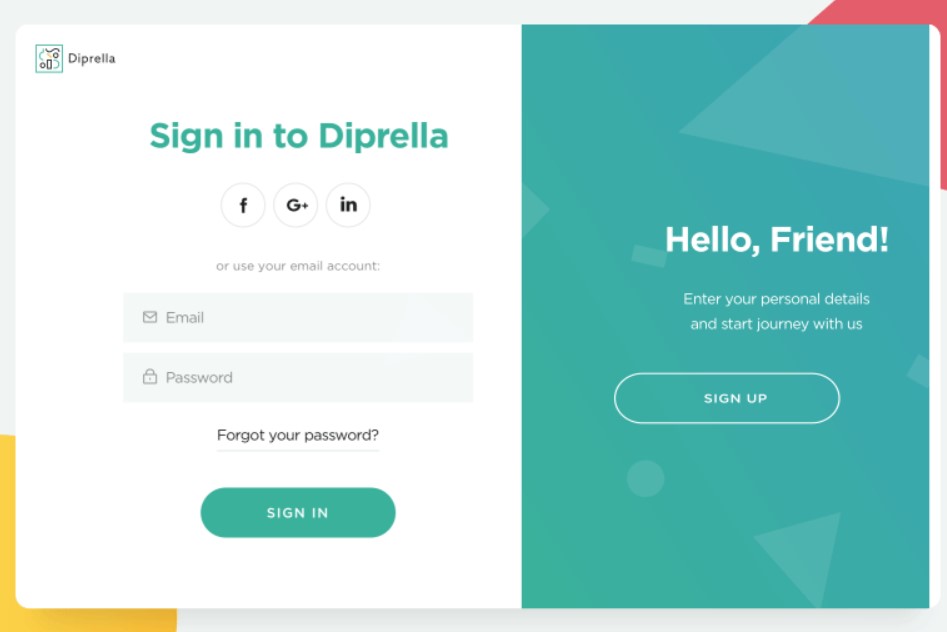 Diprella
Sign in to Diprella
f G+ in
or use your email account:
Email
Password
Forgot your password?
SIGN IN
Hello, Friend!
Enter your personal details
and start journey with us
SIGN UP